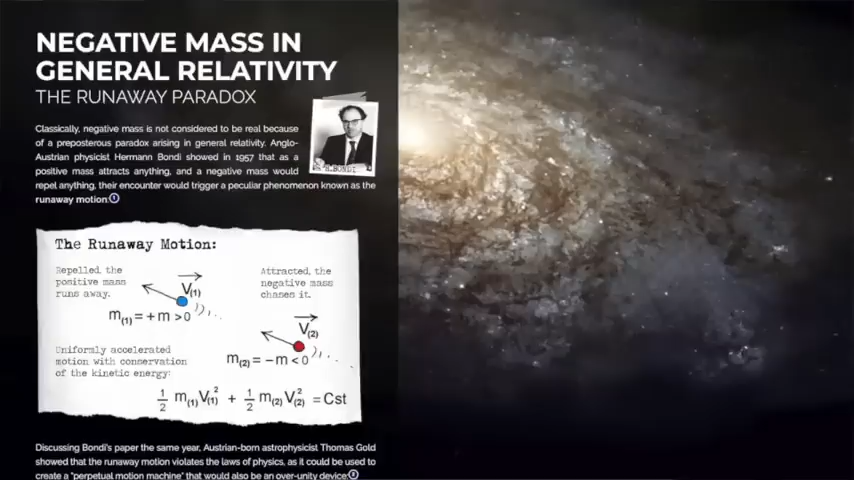 NEGATIVE MASS IN
GENERAL RELATIVITY
THE RUNAWAY PARADOX
Classically, negative mass is not considered to be real because
of a preposterous paradox arising in general relativity. Anglo-
Austrian physicist Hermann Bondi showed in 1957 that as a
positive mass attracts anything, and a negative mass would
repel anything, their encounter would trigger a peculiar phenomenon known as the
runaway motion:①
H.BONDI
The Runaway Motion:
Repelled, the
positive mass
runs away.
V(1)
m(1) = +m > 0
Attracted, the
negative mass
chases it.
V(2)
m(2) = −m < 0
Uniformly accelerated
motion with conservation
of the kinetic energy:
1/2 m(1)V(1)² + 1/2 m(2)V(2)² = Cst
Discussing Bondi's paper the same year, Austrian-born astrophysicist Thomas Gold
showed that the runaway motion violates the laws of physics, as it could be used to
create a "perpetual motion machine" that would also be an over-unity device:②